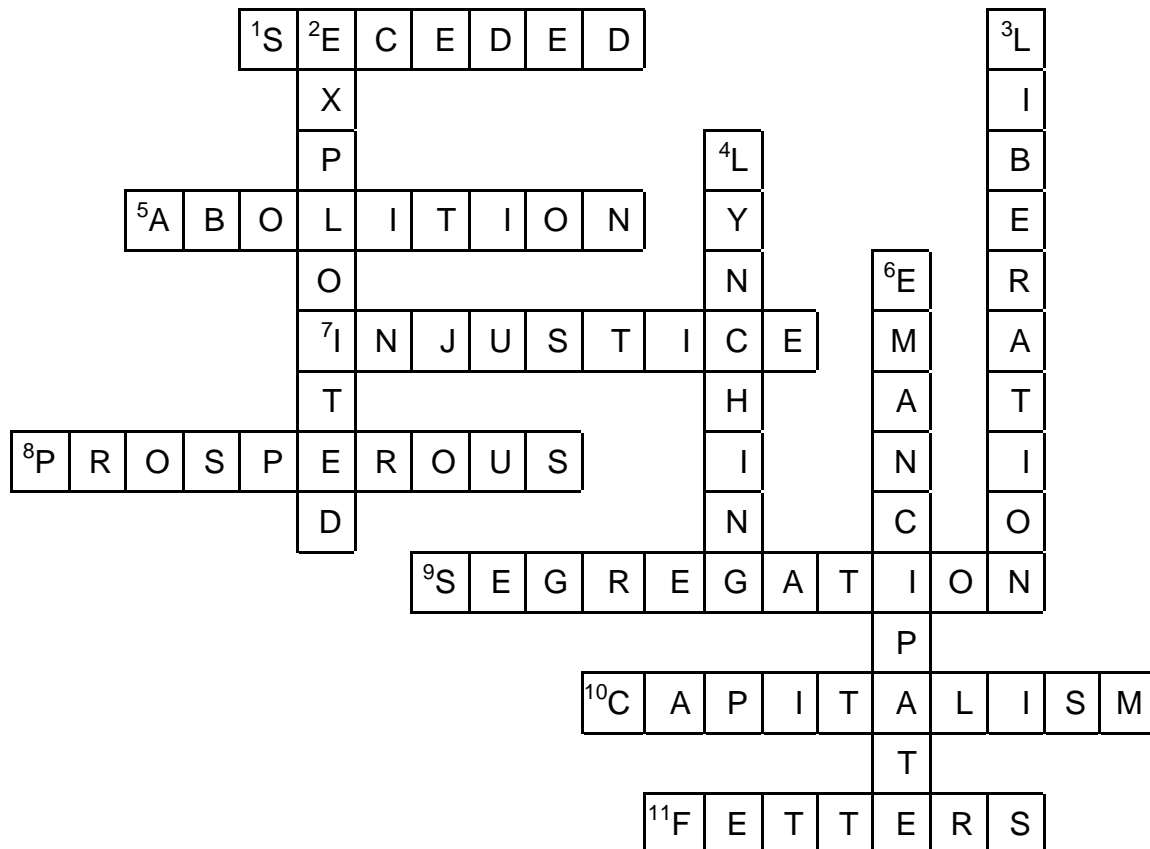 1S 2E C E D E D 3L
X I
P 4L B
5A B O L I T I O N Y E
O N 6E R
7I N J U S T I C E M A
T H A T
8P R O S P E R O U S I N I
D N C O
9S E G R E G A T I O N
P
10C A P I T A L I S M
T
11F E T T E R S